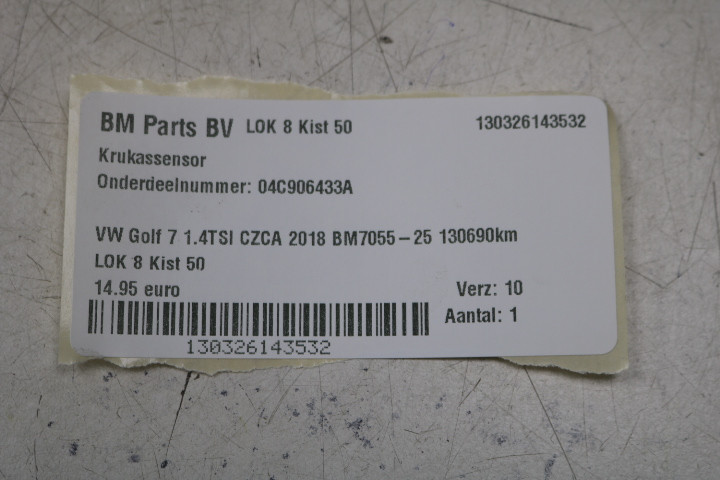 BM Parts BV LOK 8 Kist 50 130326143532
Krukassensor
Onderdeelnummer: 04C906433A
VW Golf 7 1.4TSI CZCA 2018 BM7055-25 130690km
LOK 8 Kist 50
14.95 euro Verz: 10
Aantal: 1
130326143532